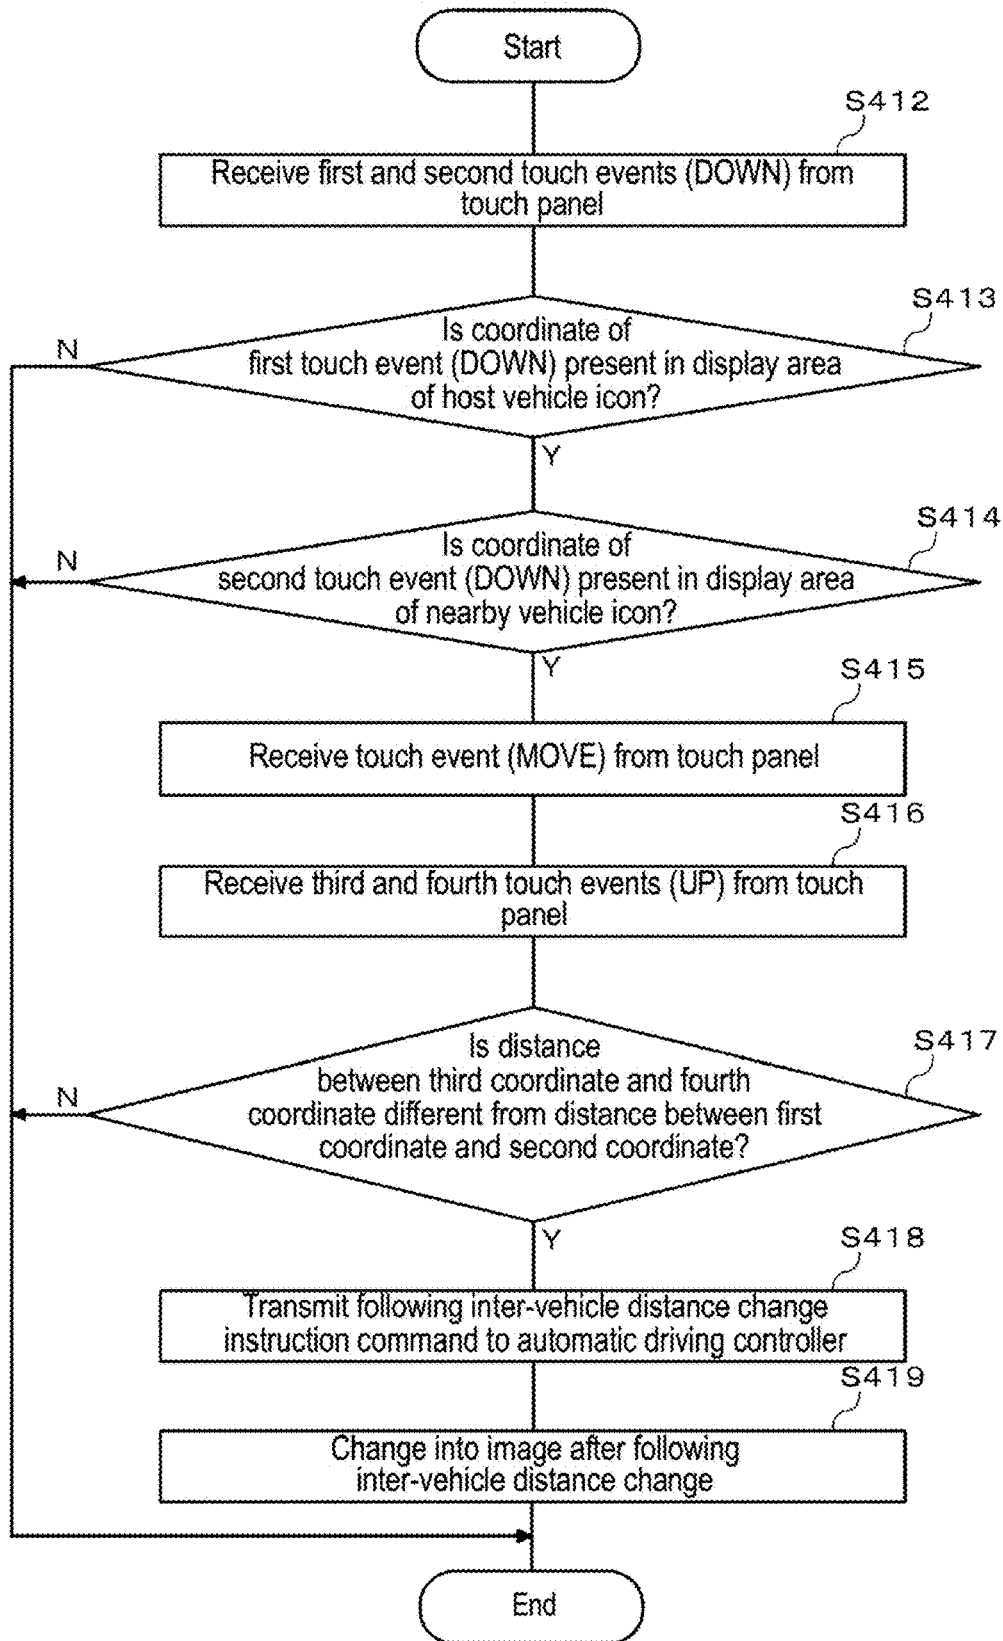 Start
S412
Receive first and second touch events (DOWN) from
touch panel
S413
Is coordinate of
first touch event (DOWN) present in display area
of host vehicle icon?
N
Y
S414
Is coordinate of
second touch event (DOWN) present in display area
of nearby vehicle icon?
N
Y
S415
Receive touch event (MOVE) from touch panel
S416
Receive third and fourth touch events (UP) from touch
panel
S417
Is distance
between third coordinate and fourth
coordinate different from distance between first
coordinate and second coordinate?
N
Y
S418
Transmit following inter-vehicle distance change
instruction command to automatic driving controller
S419
Change into image after following
inter-vehicle distance change
End